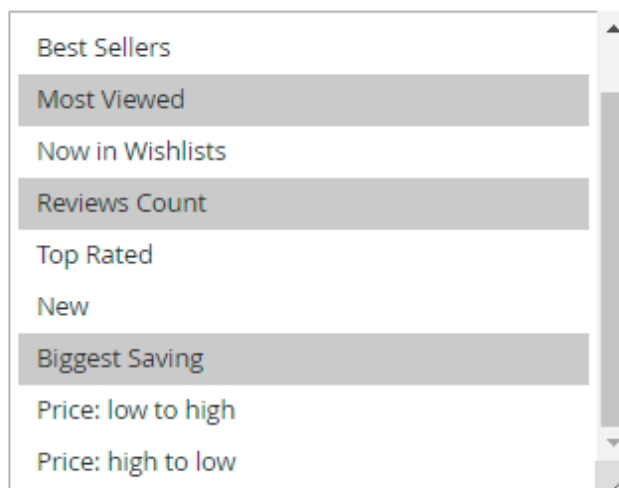 Best Sellers
Most Viewed
Now in Wishlists
Reviews Count
Top Rated
New
Biggest Saving
Price: low to high
Price: high to low